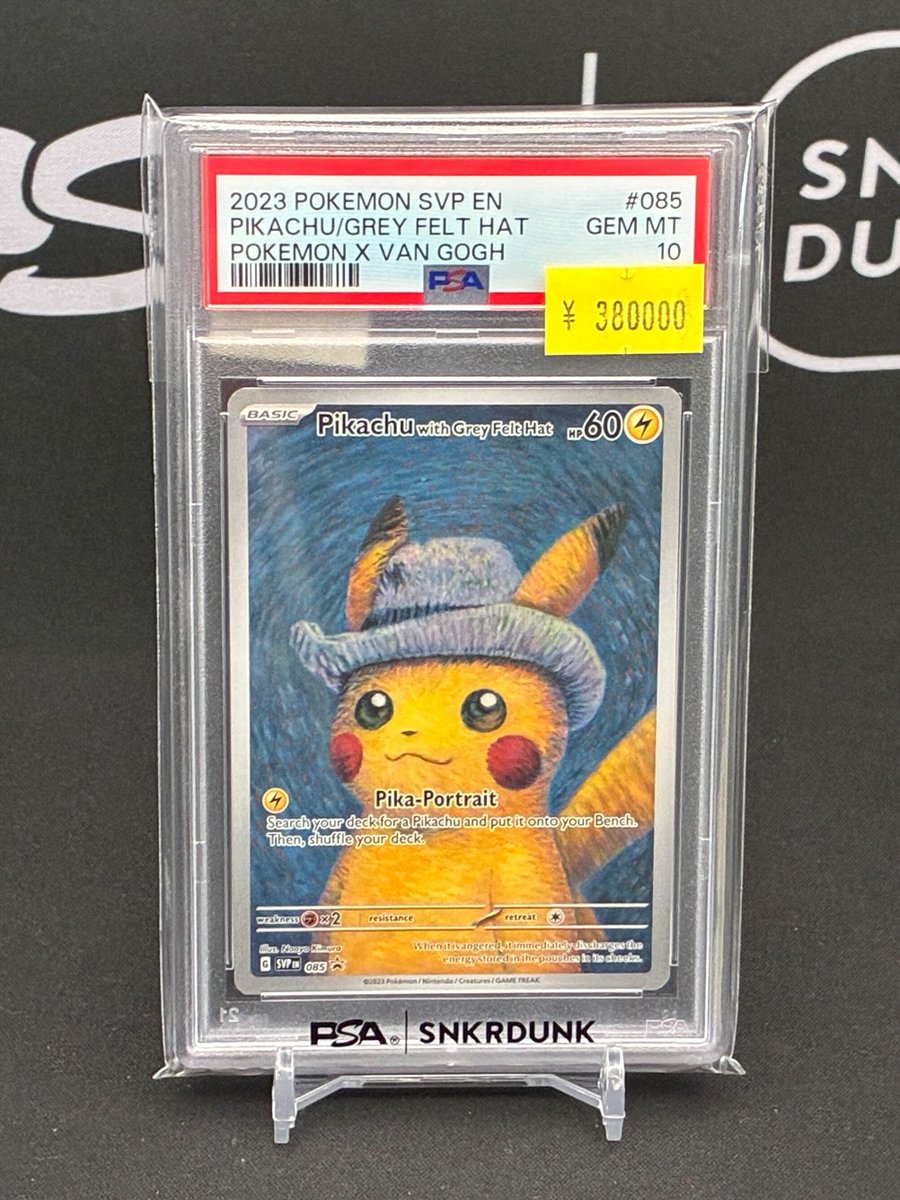 SNKR
DUNK
2023 POKEMON SVP EN #085
PIKACHU/GREY FELT HAT GEM MT
POKEMON X VAN GOGH 10
PSA
¥ 380000
BASIC Pikachu with Grey Felt Hat HP60
Pika-Portrait
Search your deck for a Pikachu and put it onto your Bench.
Then, shuffle your deck.
weakness ×2 resistance retreat
Illus. Naoyo Kimura
When it is angered, it immediately discharges the
energy stored in the pouches in its cheeks.
G SVP EN 085
©2023 Pokémon / Nintendo / Creatures / GAME FREAK
PSA® | SNKRDUNK